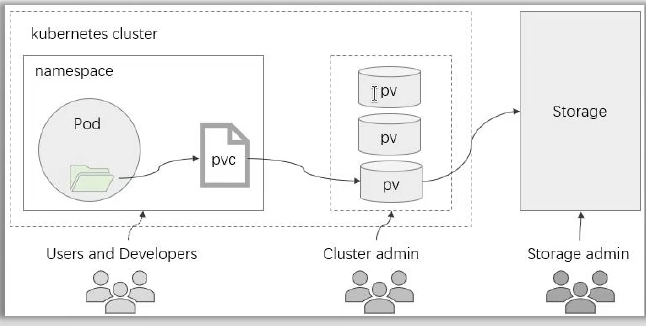 kubernetes cluster
namespace
Pod
pvc
pv
pv
pv
Storage
Users and Developers
Cluster admin
Storage admin